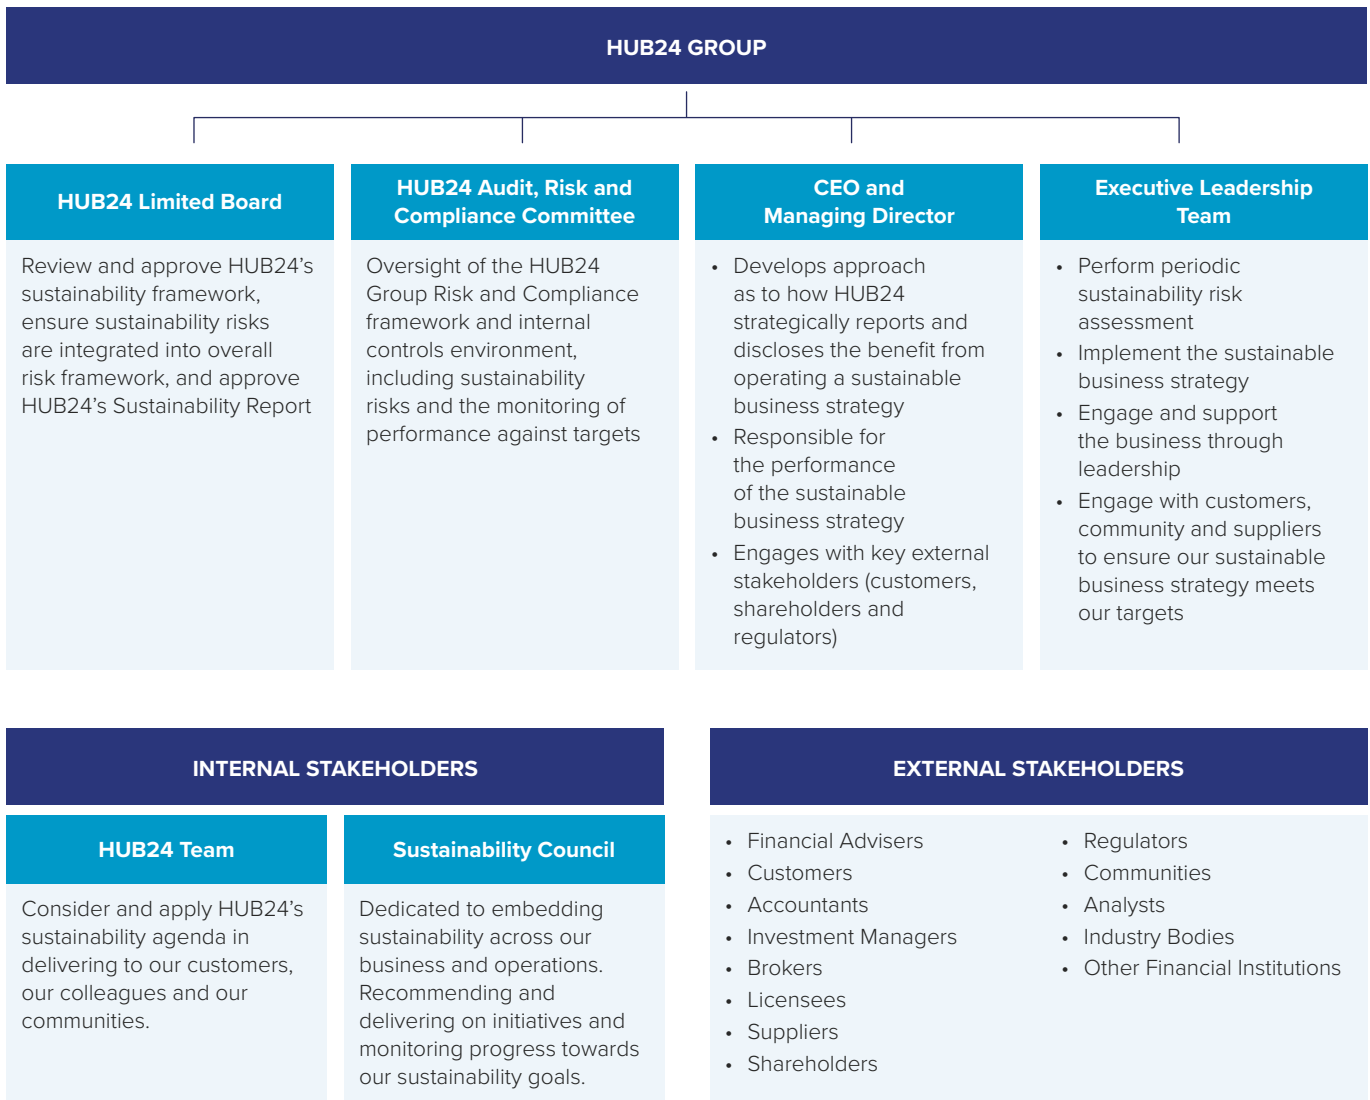 HUB24 GROUP
HUB24 Limited Board
Review and approve HUB24’s
sustainability framework,
ensure sustainability risks
are integrated into overall
risk framework, and approve
HUB24’s Sustainability Report
HUB24 Audit, Risk and
Compliance Committee
Oversight of the HUB24
Group Risk and Compliance
framework and internal
controls environment,
including sustainability
risks and the monitoring of
performance against targets
CEO and
Managing Director
• Develops approach
as to how HUB24
strategically reports and
discloses the benefit from
operating a sustainable
business strategy
• Responsible for
the performance
of the sustainable
business strategy
• Engages with key external
stakeholders (customers,
shareholders and
regulators)
Executive Leadership
Team
• Perform periodic
sustainability risk
assessment
• Implement the sustainable
business strategy
• Engage and support
the business through
leadership
• Engage with customers,
community and suppliers
to ensure our sustainable
business strategy meets
our targets
INTERNAL STAKEHOLDERS
HUB24 Team
Consider and apply HUB24’s
sustainability agenda in
delivering to our customers,
our colleagues and our
communities.
Sustainability Council
Dedicated to embedding
sustainability across our
business and operations.
Recommending and
delivering on initiatives and
monitoring progress towards
our sustainability goals.
EXTERNAL STAKEHOLDERS
• Financial Advisers
• Customers
• Accountants
• Investment Managers
• Brokers
• Licensees
• Suppliers
• Shareholders
• Regulators
• Communities
• Analysts
• Industry Bodies
• Other Financial Institutions